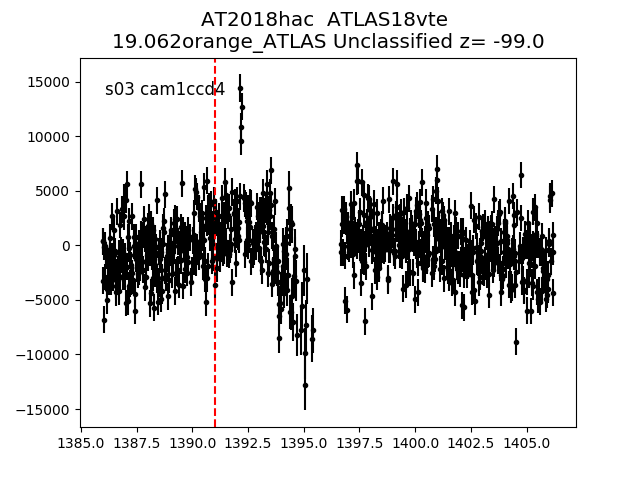 AT2018hac  ATLAS18vte
19.062orange_ATLAS Unclassified z= -99.0
s03 cam1ccd4
15000
10000
5000
0
−5000
−10000
−15000
1385.0 1387.5 1390.0 1392.5 1395.0 1397.5 1400.0 1402.5 1405.0